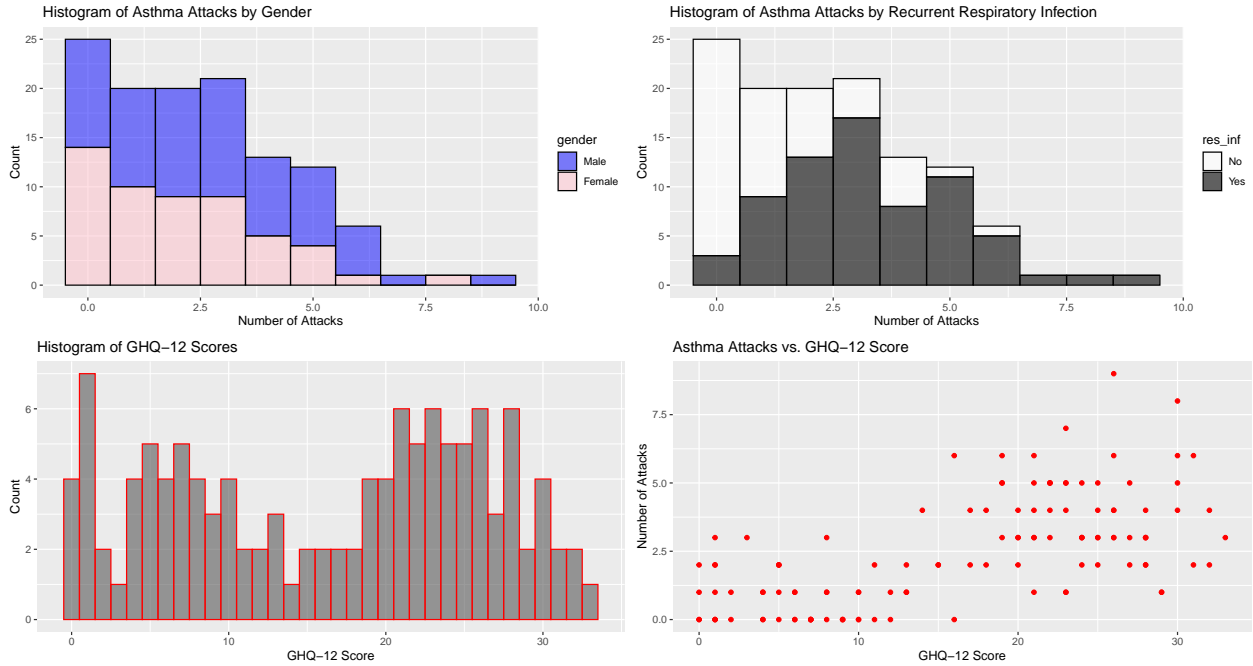 Histogram of Asthma Attacks by Gender
25
20
15
10
5
0
Count
0.0
2.5
5.0
7.5
10.0
Number of Attacks
gender
Male
Female
Histogram of Asthma Attacks by Recurrent Respiratory Infection
25
20
15
10
5
0
Count
0.0
2.5
5.0
7.5
10.0
Number of Attacks
res_inf
No
Yes
Histogram of GHQ−12 Scores
6
4
2
0
Count
0
10
20
30
GHQ−12 Score
Asthma Attacks vs. GHQ−12 Score
7.5
5.0
2.5
0.0
Number of Attacks
0
10
20
30
GHQ−12 Score